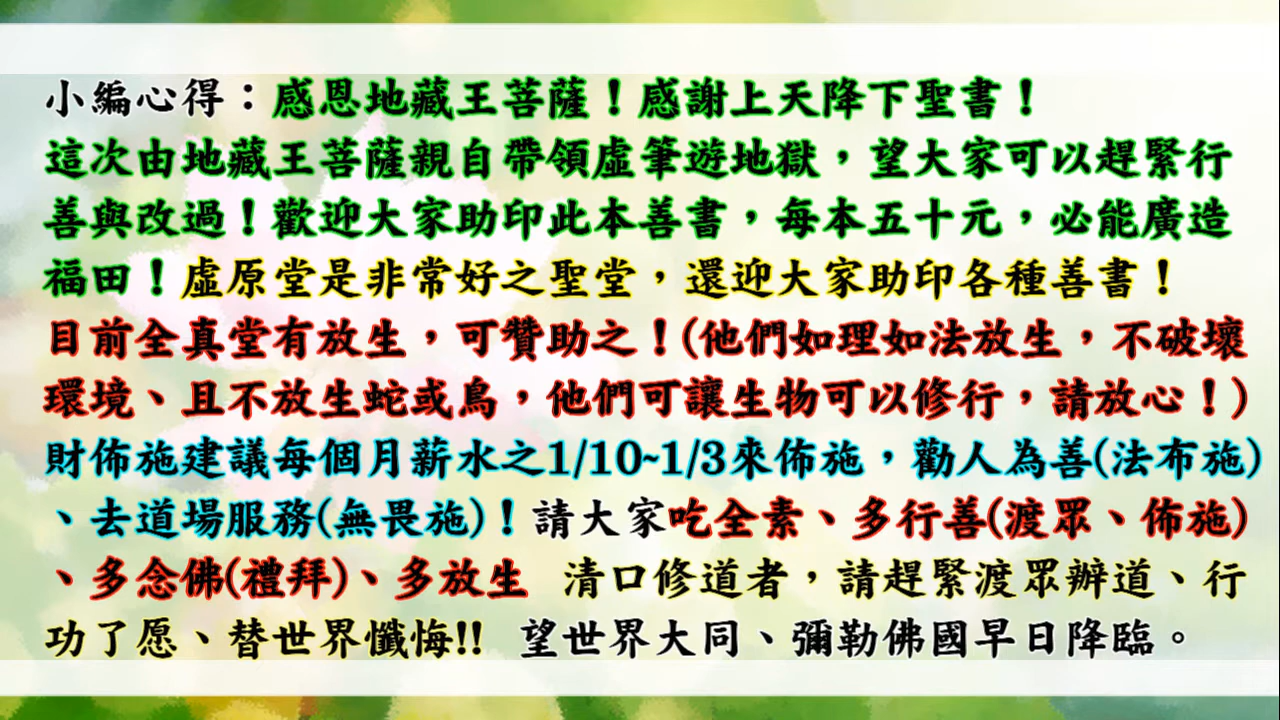 小編心得：感恩地藏王菩薩！感謝上天降下聖書！
這次由地藏王菩薩親自帶領虛筆遊地獄，望大家可以趕緊行
善與改過！歡迎大家助印此本善書，每本五十元，必能廣造
福田！虛原堂是非常好之聖堂，還迎大家助印各種善書！
目前全真堂有放生，可贊助之！(他們如理如法放生，不破壞
環境、且不放生蛇或鳥，他們可讓生物可以修行，請放心！)
財佈施建議每個月薪水之1/10~1/3來佈施，勸人為善(法布施)
、去道場服務(無畏施)！請大家吃全素、多行善(渡眾、佈施)
、多念佛(禮拜)、多放生 清口修道者，請趕緊渡眾辦道、行
功了愿、替世界懺悔!! 望世界大同、彌勒佛國早日降臨。